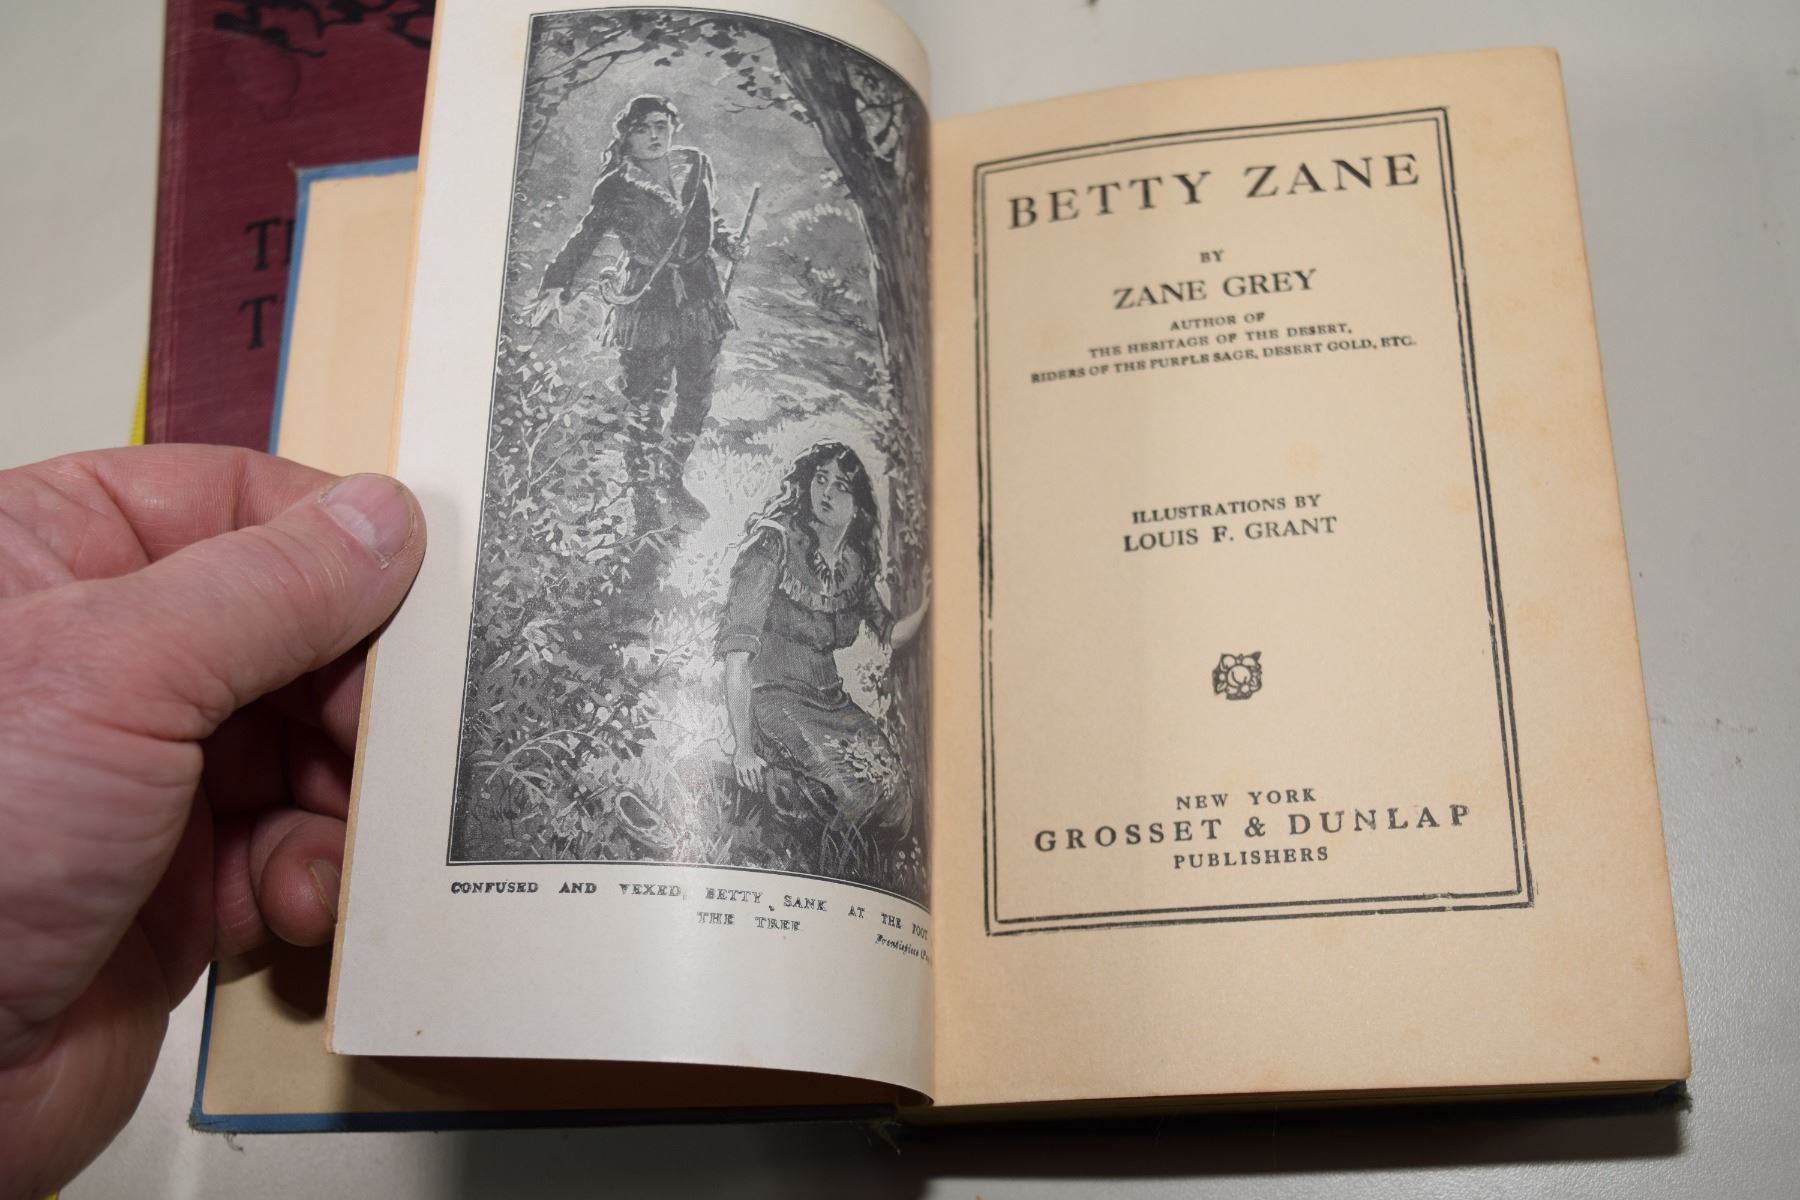 CONFUSED AND VEXED, BETTY SANK AT THE FOOT
THE TREE
Frontispiece
BETTY ZANE
BY
ZANE GREY
AUTHOR OF
THE HERITAGE OF THE DESERT,
RIDERS OF THE PURPLE SAGE, DESERT GOLD, ETC.
ILLUSTRATIONS BY
LOUIS F. GRANT
NEW YORK
GROSSET & DUNLAP
PUBLISHERS